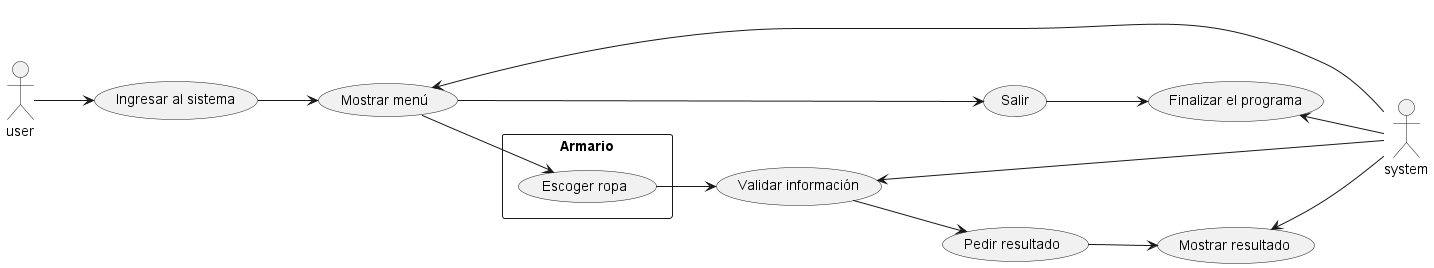 user
Ingresar al sistema
Mostrar menú
Salir
Finalizar el programa
system
Armario
Escoger ropa
Validar información
Pedir resultado
Mostrar resultado